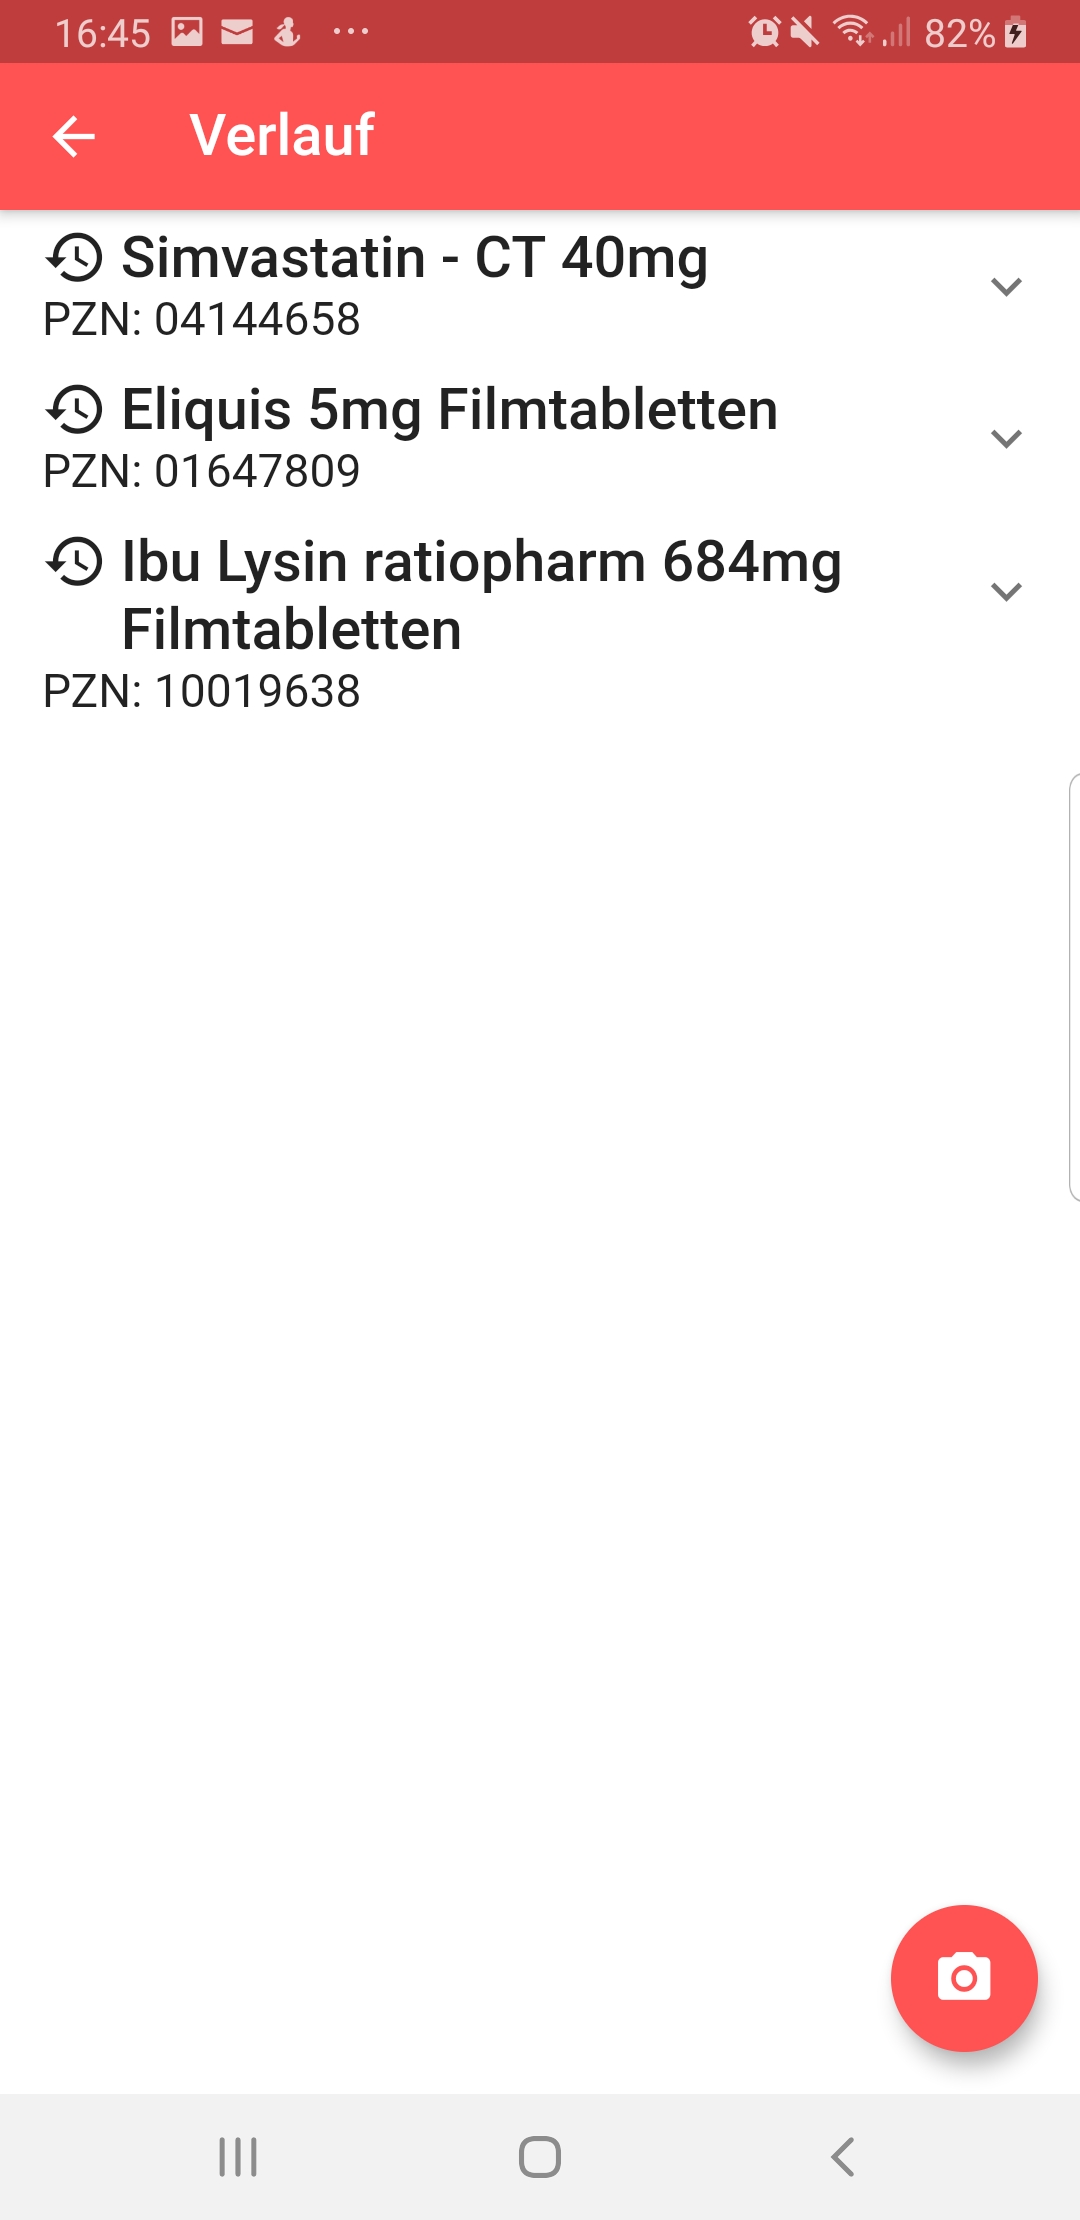 16:45 82%
Verlauf
Simvastatin - CT 40mg
PZN: 04144658
Eliquis 5mg Filmtabletten
PZN: 01647809
Ibu Lysin ratiopharm 684mg
Filmtabletten
PZN: 10019638